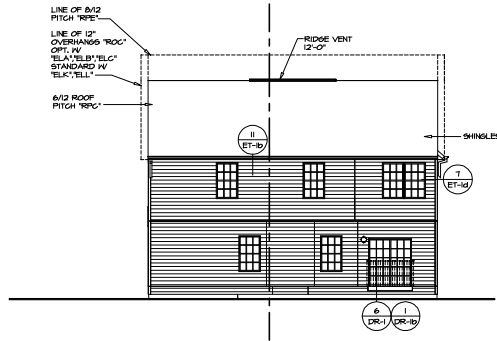 LINE OF 8/12
PITCH "RPE"
LINE OF 12"
OVERHANGS "ROC"
OPT. W/
"ELA","ELB","ELC"
STANDARD W/
"ELK","ELL"
6/12 ROOF
PITCH "RPC"
RIDGE VENT
12'-0"
SHINGLES
11
ET-1b
7
ET-1d
6
DR-1
1
DR-1b